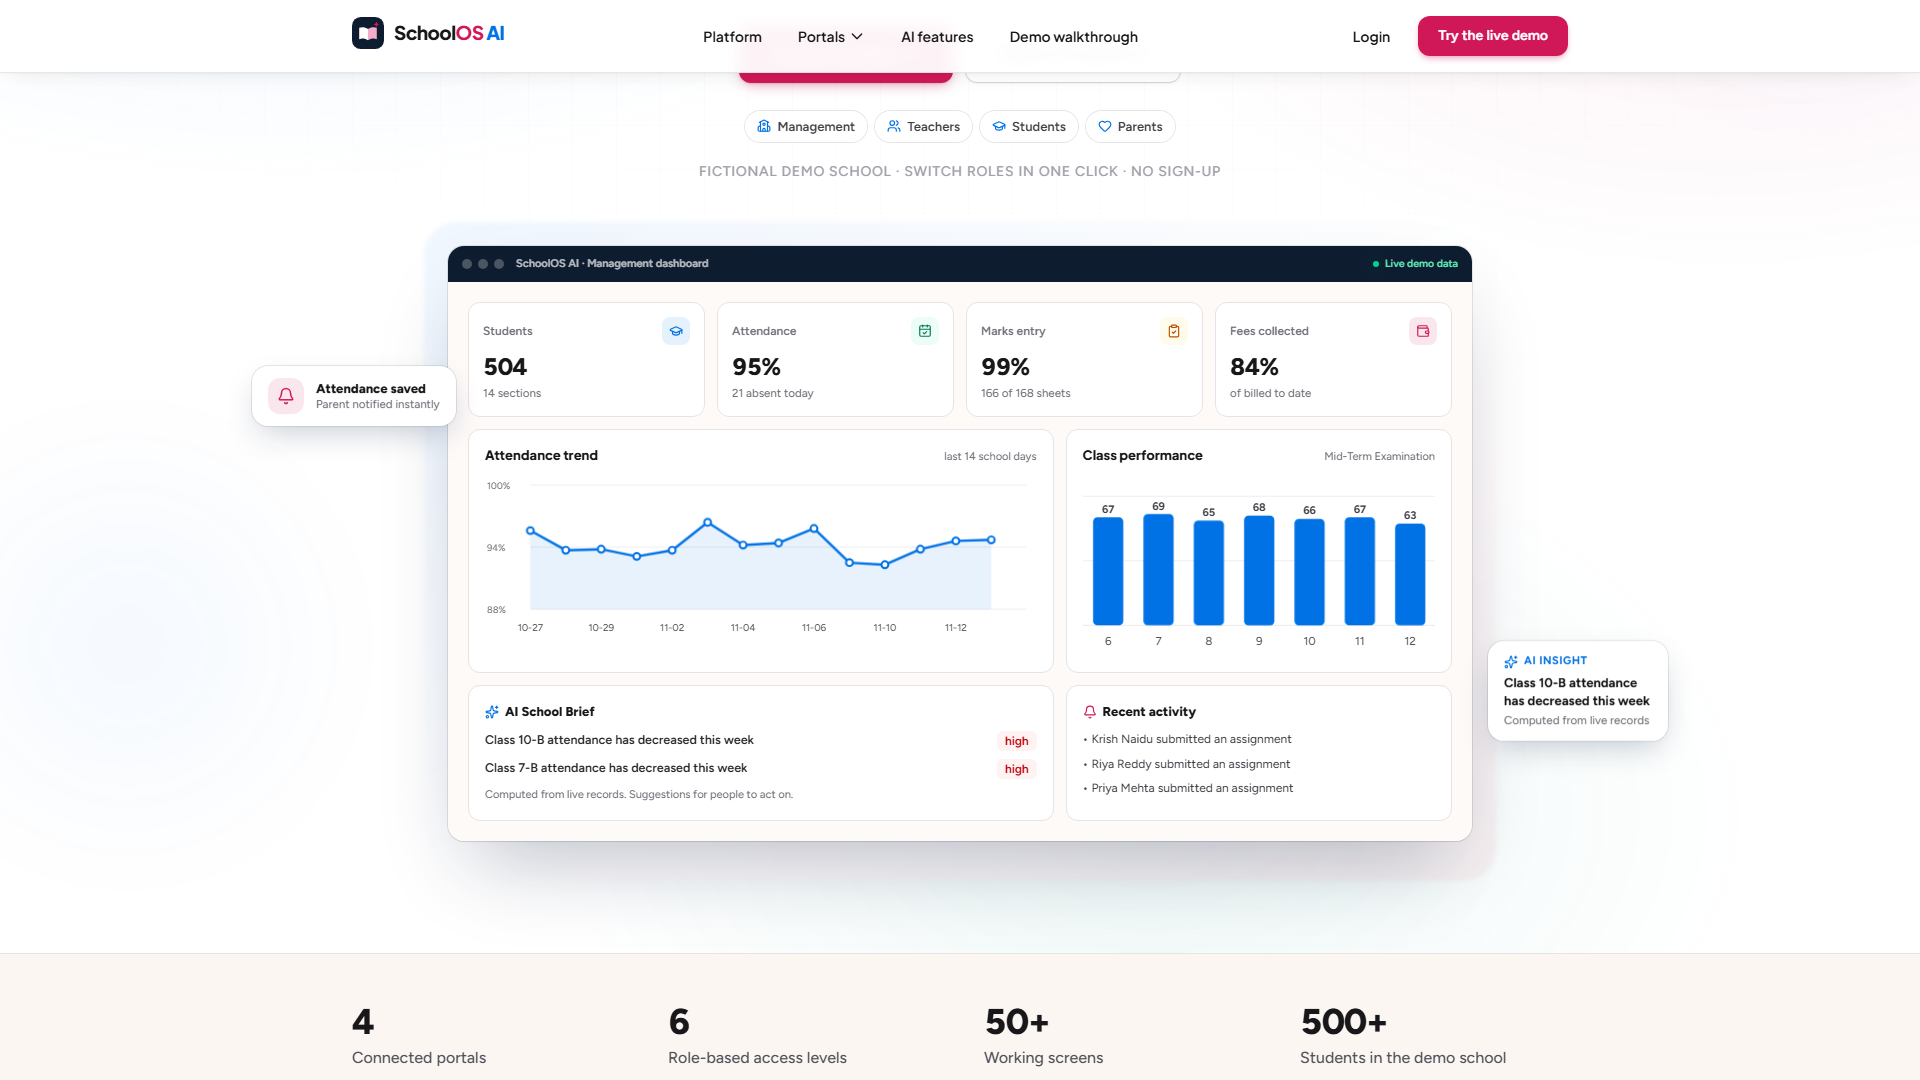 SchoolOS AI
Platform
Portals
AI features
Demo walkthrough
Login
Try the live demo
Management
Teachers
Students
Parents
FICTIONAL DEMO SCHOOL · SWITCH ROLES IN ONE CLICK · NO SIGN-UP
SchoolOS AI · Management dashboard
Live demo data
Students
504
14 sections
Attendance
95%
21 absent today
Marks entry
99%
166 of 168 sheets
Fees collected
84%
of billed to date
Attendance saved
Parent notified instantly
Attendance trend
last 14 school days
100%
94%
88%
10-27
10-29
11-02
11-04
11-06
11-10
11-12
Class performance
Mid-Term Examination
67
69
65
68
66
67
63
6
7
8
9
10
11
12
AI INSIGHT
Class 10-B attendance
has decreased this week
Computed from live records
AI School Brief
Class 10-B attendance has decreased this week
high
Class 7-B attendance has decreased this week
high
Computed from live records. Suggestions for people to act on.
Recent activity
• Krish Naidu submitted an assignment
• Riya Reddy submitted an assignment
• Priya Mehta submitted an assignment
4
Connected portals
6
Role-based access levels
50+
Working screens
500+
Students in the demo school